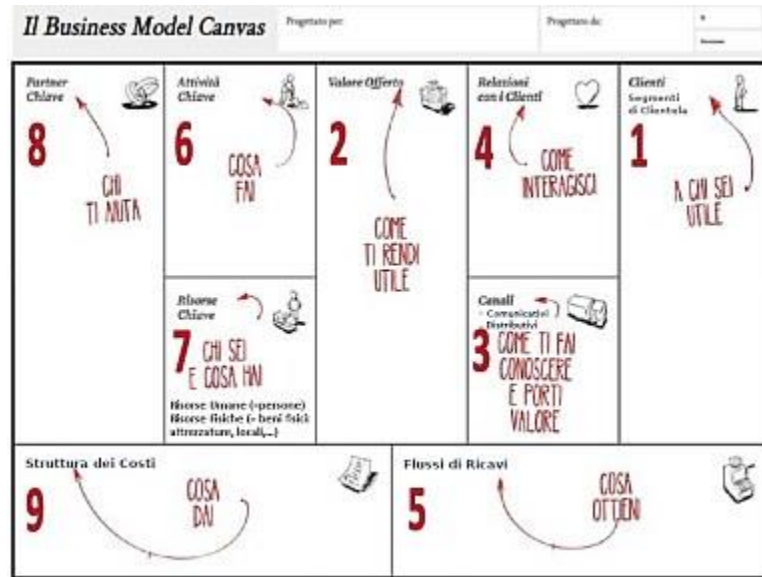 Il Business Model Canvas
Progettato per:
Progettato da:
Partner
Chiave
8
CHI
TI AIUTA
Attività
Chiave
6
COSA
FAI
Valore Offerto
2
COME
TI RENDI
UTILE
Relazioni
con i Clienti
4
COME
INTERAGISCI
Clienti
Segmenti
di Clientela
1
A CHI SEI
UTILE
Risorse
Chiave
7
CHI SEI
E COSA HAI
Risorse Umane (=persone)
Risorse Fisiche (= beni fisici
attrezzature, locali,...)
Canali
- Comunicativi
- Distributivi
3
COME TI FAI
CONOSCERE
E PORTI
VALORE
Struttura dei Costi
9
COSA
DAI
Flussi di Ricavi
5
COSA
OTTIENI